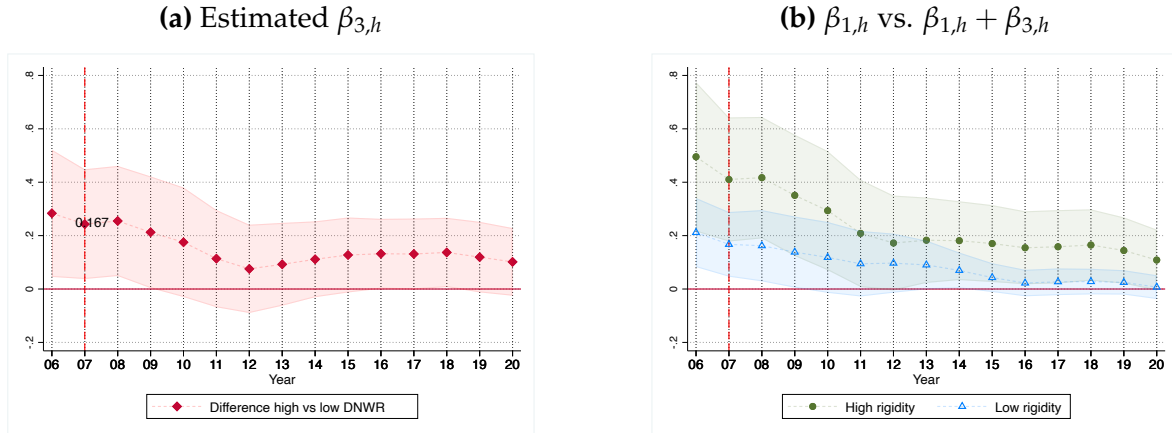 (a) Estimated β3,h
(b) β1,h vs. β1,h + β3,h
.8
.6
.4
.2
0
-.2
0.167
06 07 08 09 10 11 12 13 14 15 16 17 18 19 20
Year
Difference high vs low DNWR
.8
.6
.4
.2
0
-.2
06 07 08 09 10 11 12 13 14 15 16 17 18 19 20
Year
High rigidity
Low rigidity